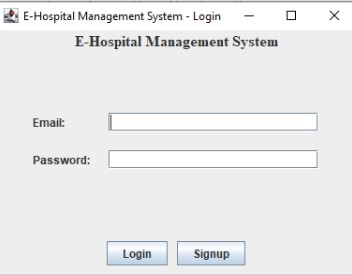 E-Hospital Management System - Login
E-Hospital Management System
Email:
Password:
Login Signup